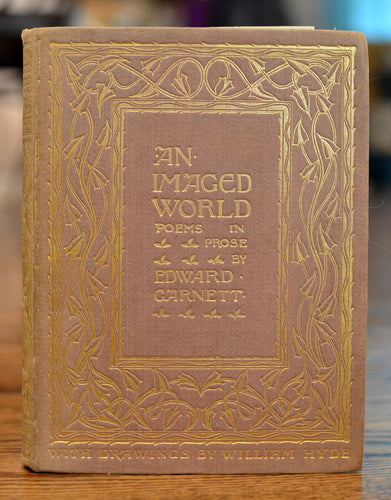 AN·
IMAGED
WORLD
POEMS IN
PROSE
BY
EDWARD·
GARNETT·
WITH DRAWINGS BY WILLIAM HYDE